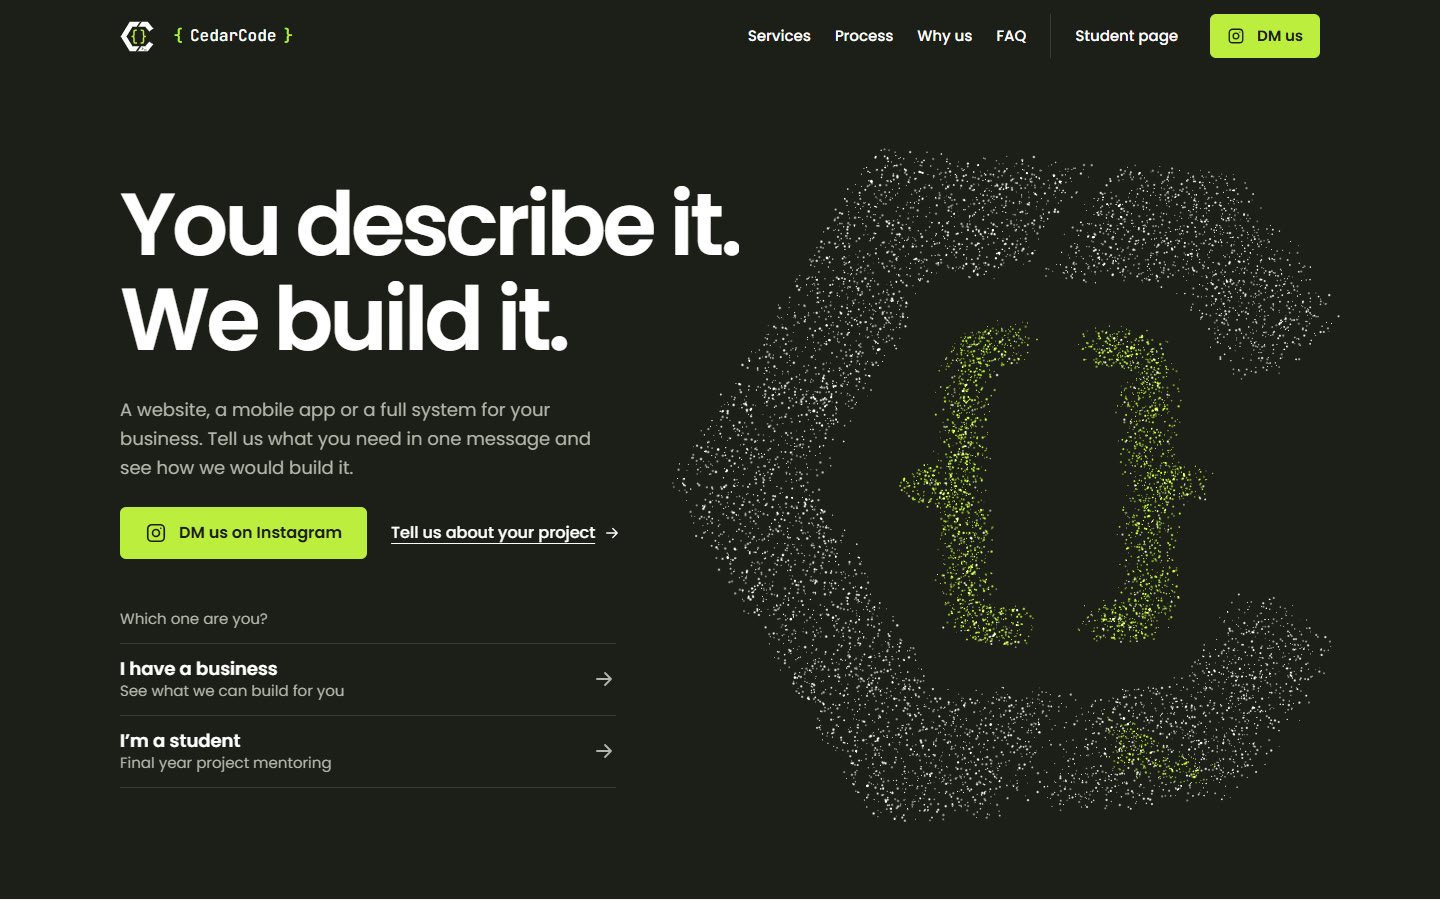 { CedarCode }
Services Process Why us FAQ Student page DM us
You describe it.
We build it.
A website, a mobile app or a full system for your
business. Tell us what you need in one message and
see how we would build it.
DM us on Instagram Tell us about your project →
Which one are you?
I have a business →
See what we can build for you
I’m a student →
Final year project mentoring